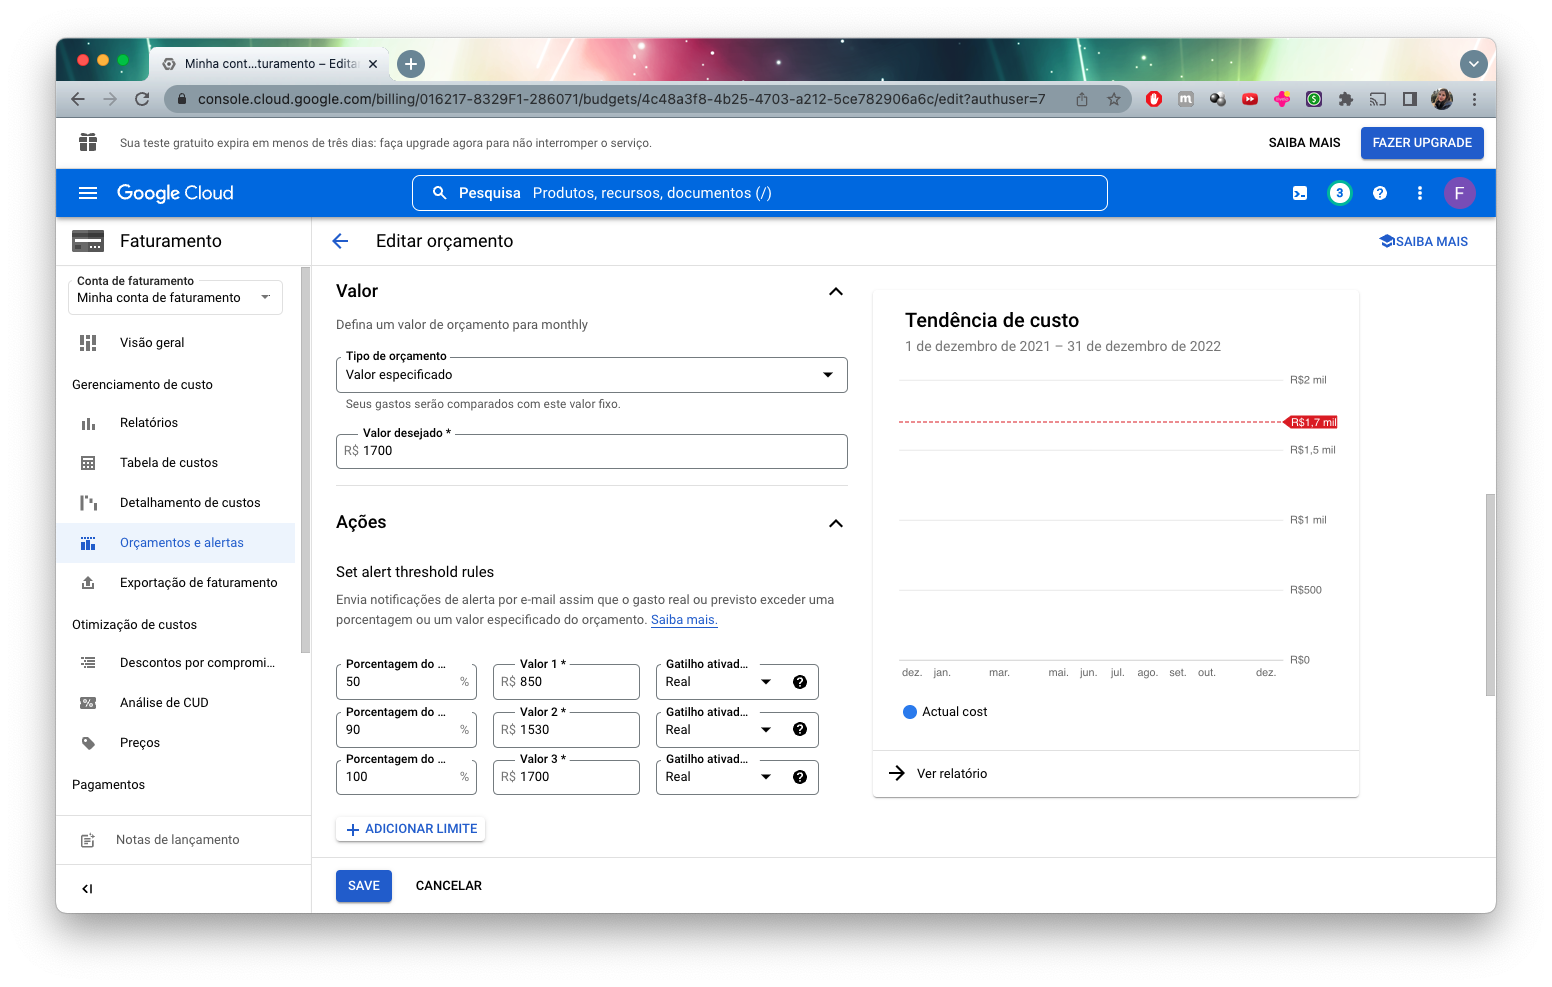 Minha cont...turamento – Edita
console.cloud.google.com/billing/016217-8329F1-286071/budgets/4c48a3f8-4b25-4703-a212-5ce782906a6c/edit?authuser=7
Sua teste gratuito expira em menos de três dias: faça upgrade agora para não interromper o serviço.
SAIBA MAIS
FAZER UPGRADE
Google Cloud
Pesquisa Produtos, recursos, documentos (/)
3
F
Faturamento
Conta de faturamento
Minha conta de faturamento
Visão geral
Gerenciamento de custo
Relatórios
Tabela de custos
Detalhamento de custos
Orçamentos e alertas
Exportação de faturamento
Otimização de custos
Descontos por compromi...
Análise de CUD
Preços
Pagamentos
Notas de lançamento
Editar orçamento
SAIBA MAIS
Valor
Defina um valor de orçamento para monthly
Tipo de orçamento
Valor especificado
Seus gastos serão comparados com este valor fixo.
Valor desejado *
R$ 1700
Ações
Set alert threshold rules
Envia notificações de alerta por e-mail assim que o gasto real ou previsto exceder uma
porcentagem ou um valor especificado do orçamento. Saiba mais.
Porcentagem do ... Valor 1 * Gatilho ativad...
50 % R$ 850 Real
Porcentagem do ... Valor 2 * Gatilho ativad...
90 % R$ 1530 Real
Porcentagem do ... Valor 3 * Gatilho ativad...
100 % R$ 1700 Real
ADICIONAR LIMITE
SAVE
CANCELAR
Tendência de custo
1 de dezembro de 2021 – 31 de dezembro de 2022
R$2 mil
R$1,7 mil
R$1,5 mil
R$1 mil
R$500
R$0
dez. jan. mar. mai. jun. jul. ago. set. out. dez.
Actual cost
Ver relatório